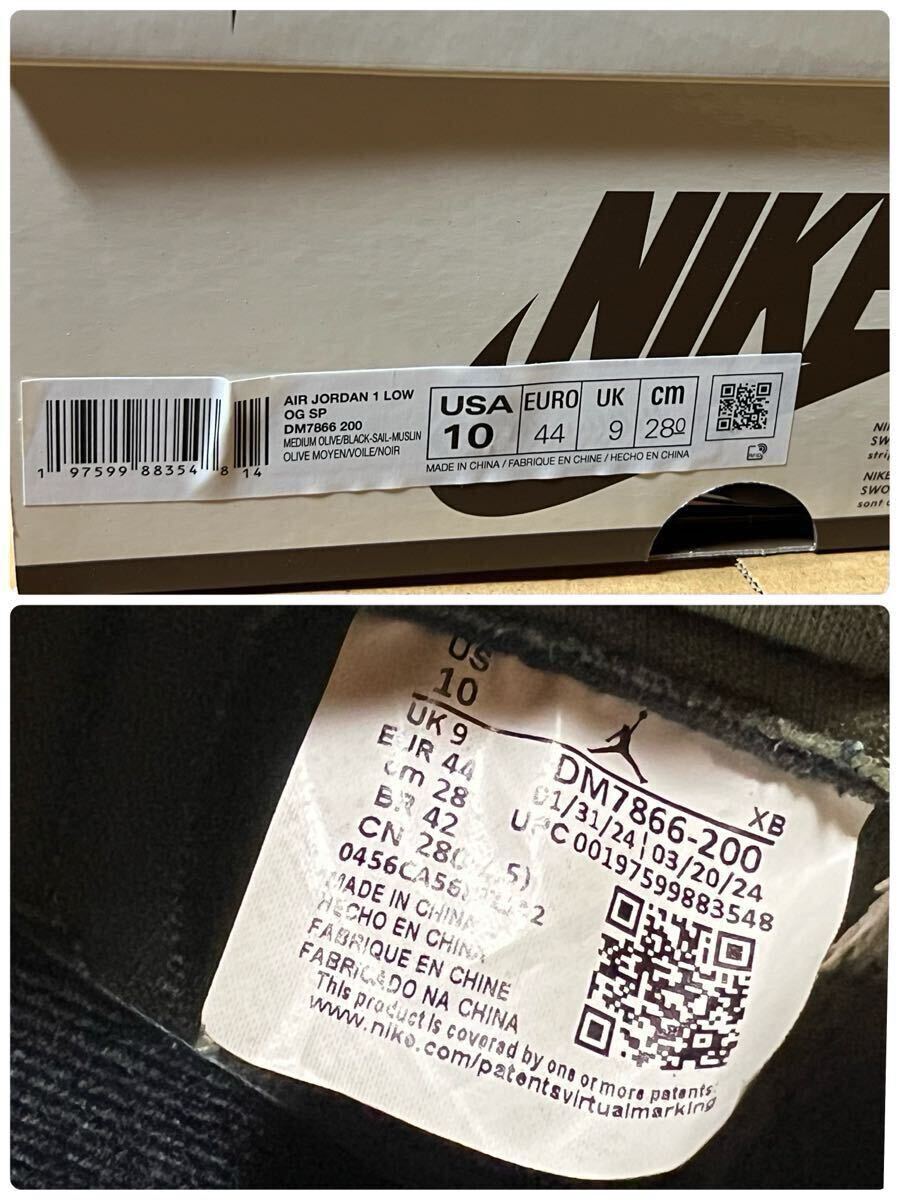 NIKE
AIR JORDAN 1 LOW
OG SP
DM7866 200
MEDIUM OLIVE/BLACK-SAIL-MUSLIN
OLIVE MOYEN/VOILE/NOIR
1 97599 88354 8 14
USA 10
EURO 44
UK 9
cm 28.0
MADE IN CHINA / FABRIQUE EN CHINE / HECHO EN CHINA
RFID
NIKE
SWO
sont
US
10
UK 9
EUR 44
cm 28
BR 42
CN 280
MADE IN CHINA
HECHO EN CHINA
FABRIQUE EN CHINE
FABRICADO NA CHINA
This product is covered by one or more patents:
www.nike.com/patentsvirtualmarking
XB
DM7866-200
01/31/24 | 03/20/24
UPC 00197599883548